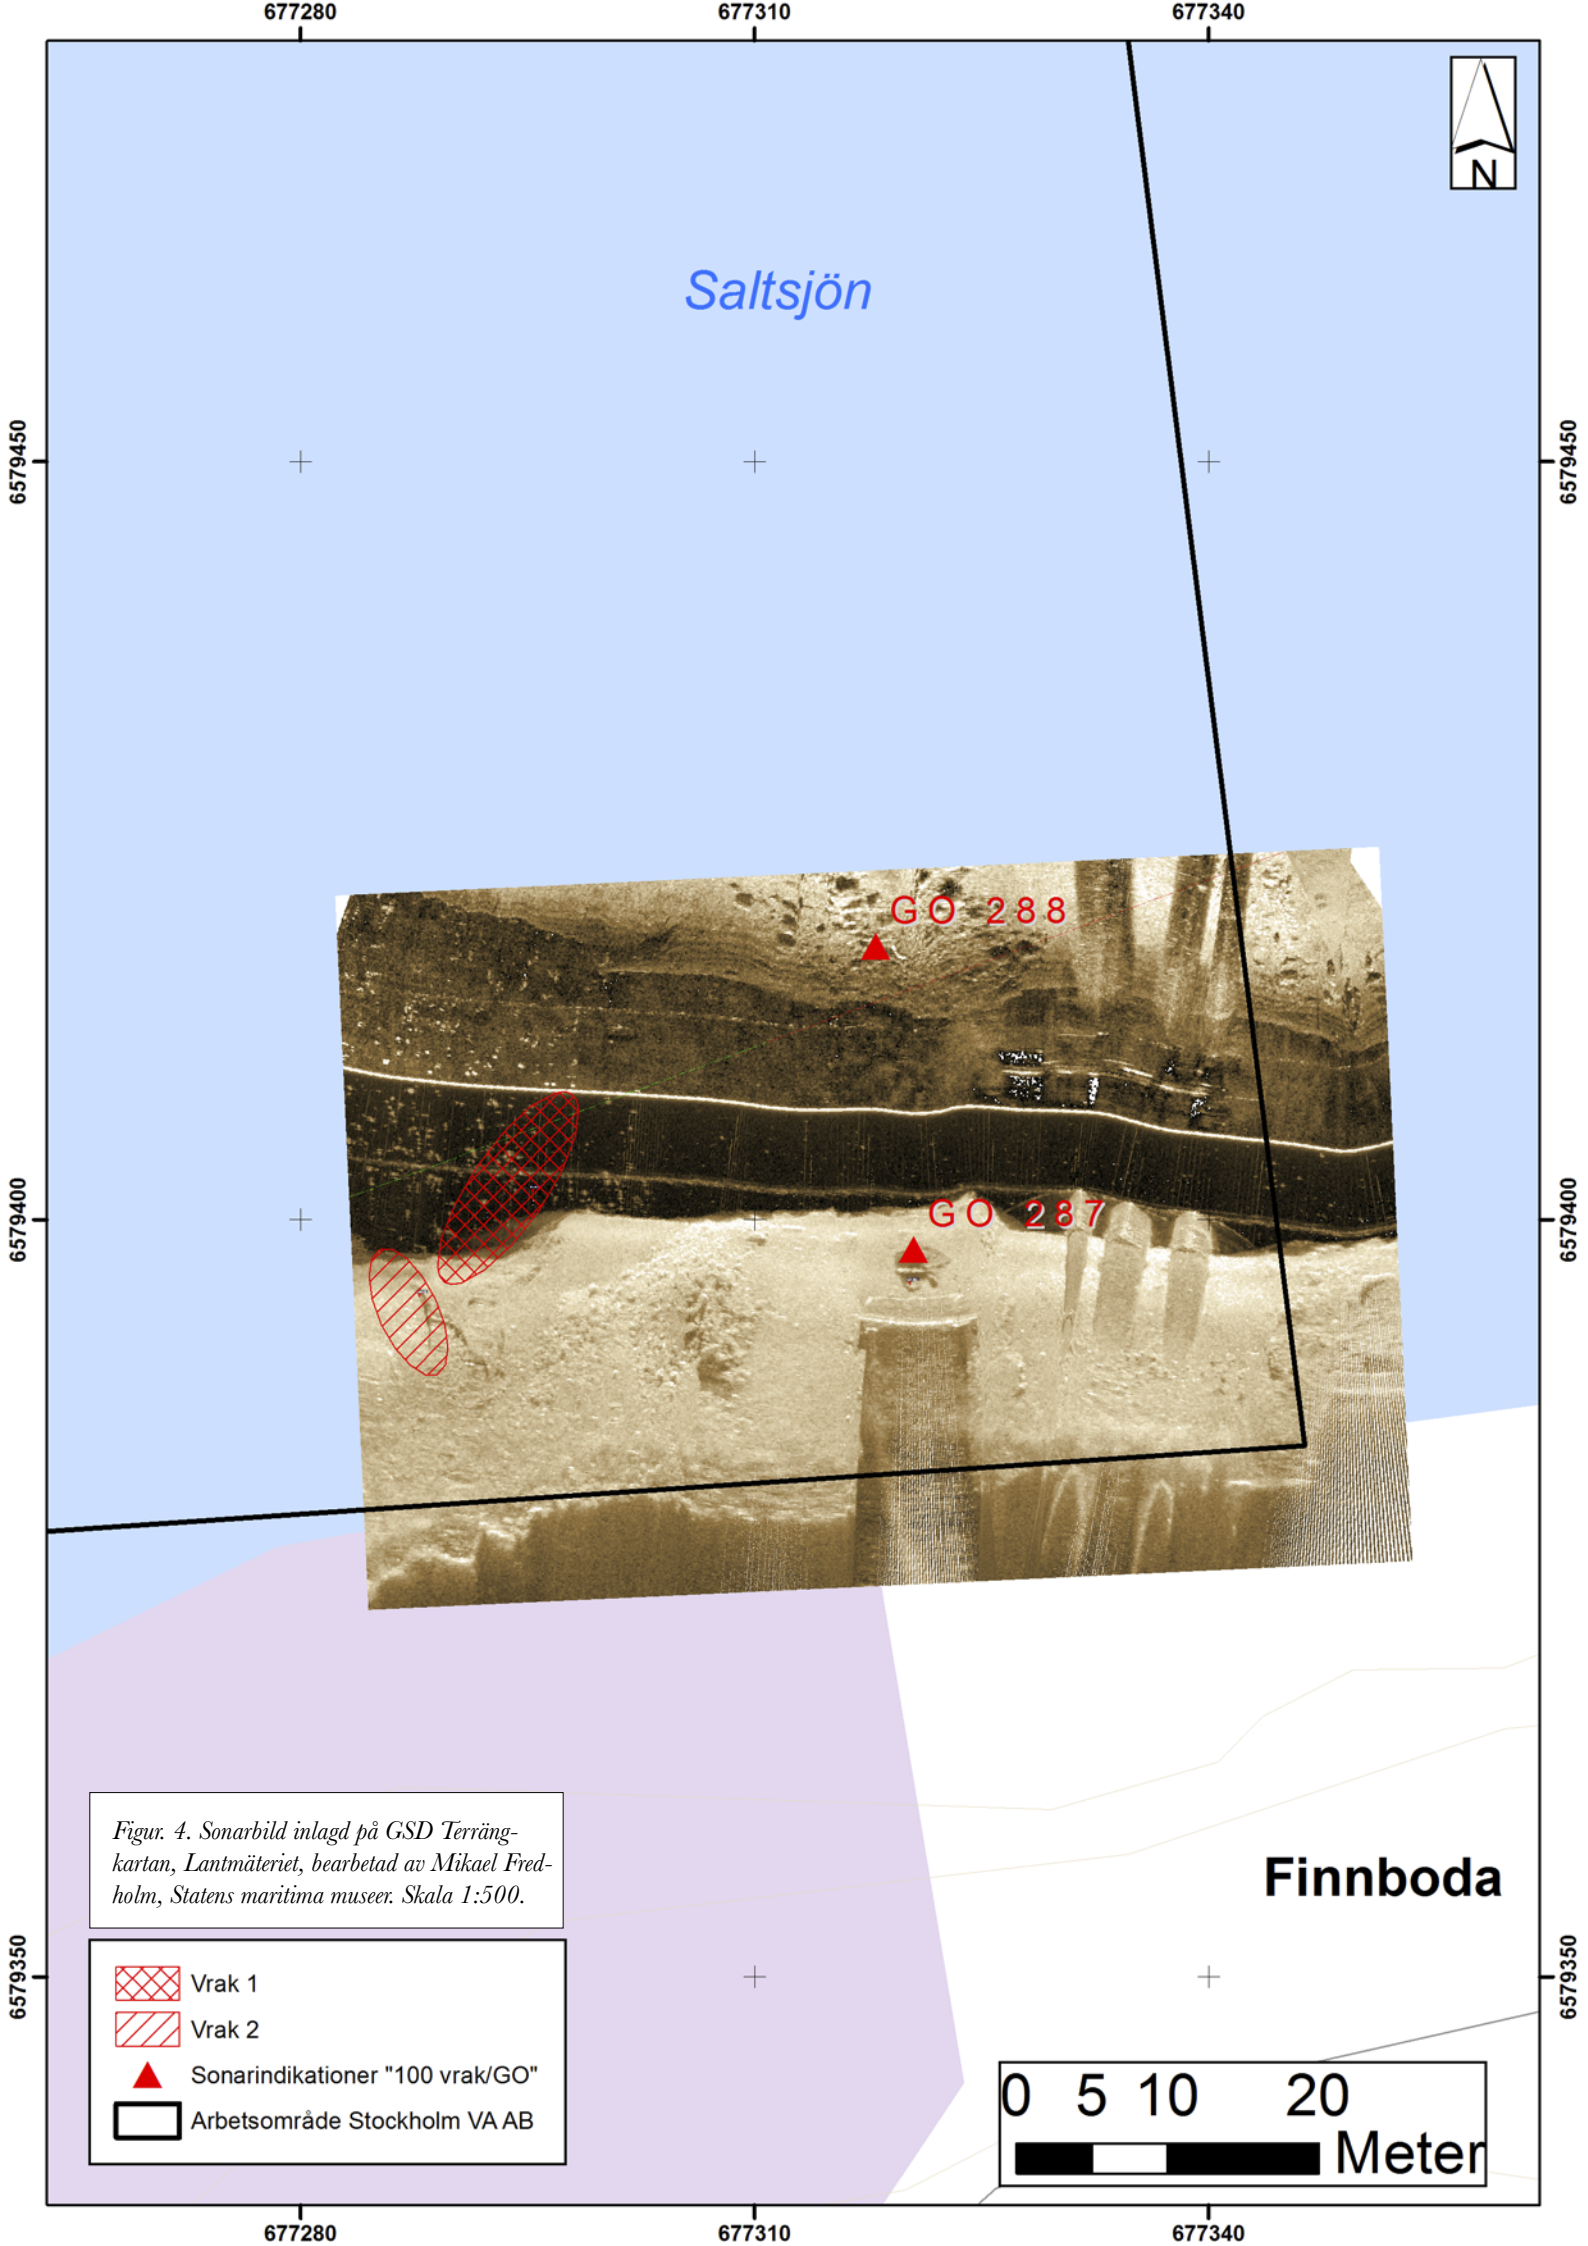 677280 677310 677340
N
Saltsjön
6579450 6579450
GO 288
6579400 6579400
GO 287
Figur. 4. Sonarbild inlagd på GSD Terräng-
kartan, Lantmäteriet, bearbetad av Mikael Fred-
holm, Statens maritima museer. Skala 1:500.
Finnboda
6579350 6579350
Vrak 1
Vrak 2
Sonarindikationer "100 vrak/GO"
Arbetsområde Stockholm VA AB
0 5 10 20
Meter
677280 677310 677340